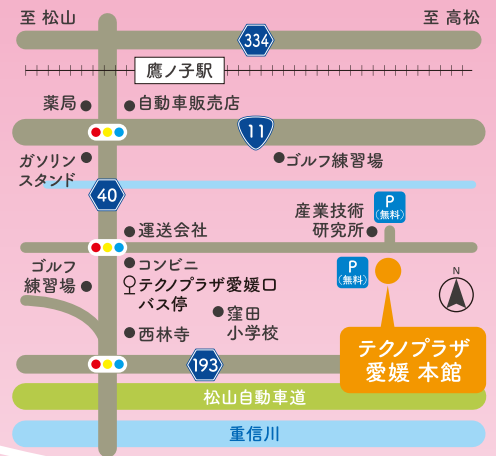 至 松山
至 高松
334
鷹ノ子駅
薬局
自動車販売店
11
ガソリン
スタンド
ゴルフ練習場
40
産業技術
研究所
P
(無料)
運送会社
コンビニ
テクノプラザ愛媛口
バス停
ゴルフ
練習場
P
(無料)
N
窪田
小学校
西林寺
テクノプラザ
愛媛 本館
193
松山自動車道
重信川